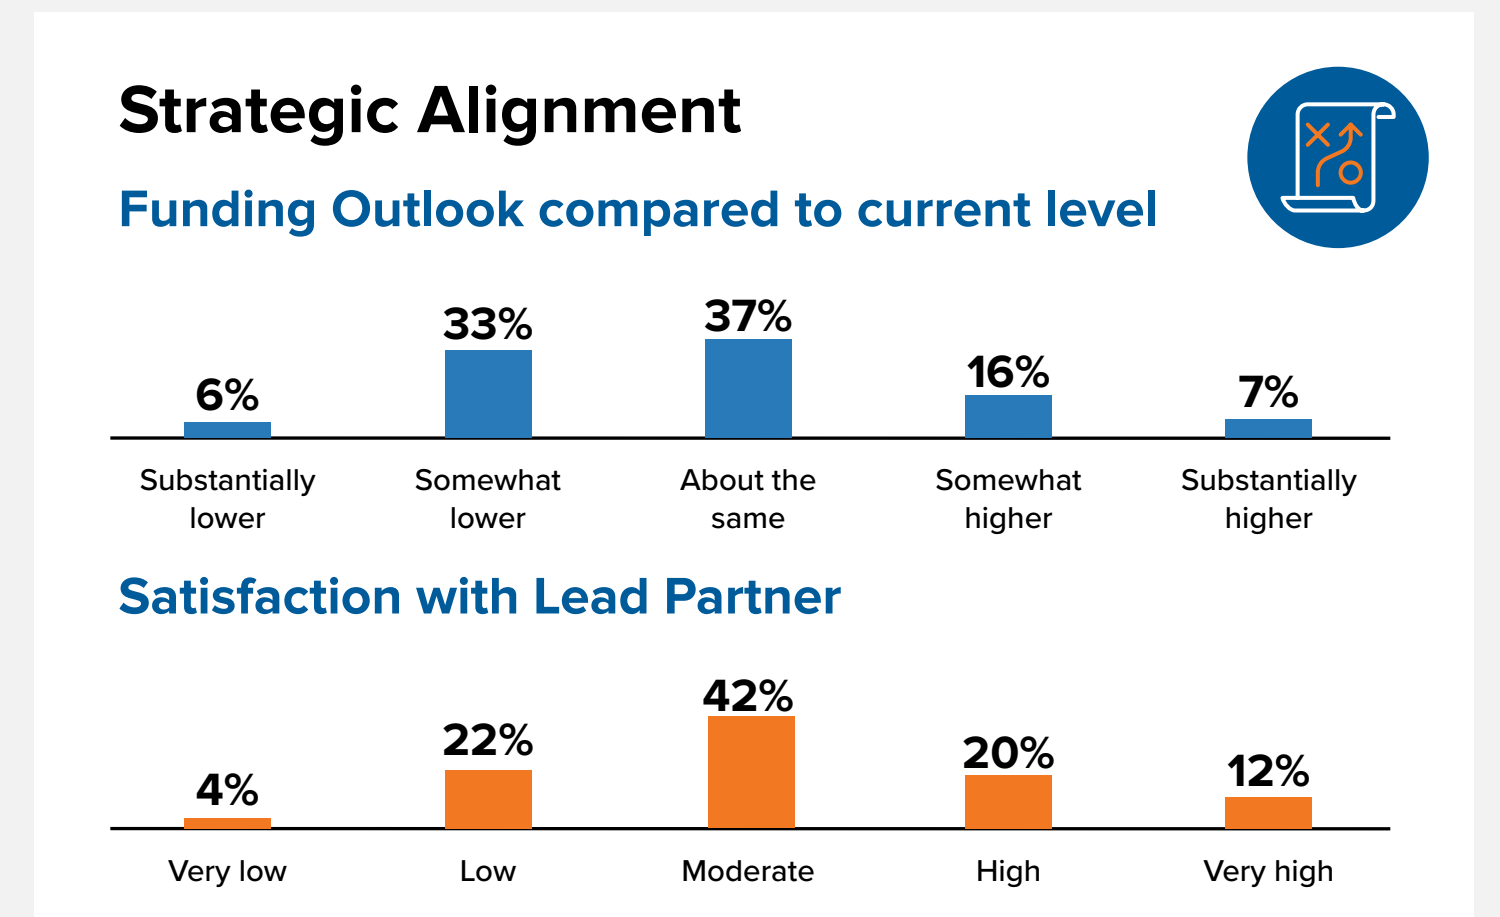 Strategic Alignment
Funding Outlook compared to current level
6%
33%
37%
16%
7%
Substantially
lower
Somewhat
lower
About the
same
Somewhat
higher
Substantially
higher
Satisfaction with Lead Partner
4%
22%
42%
20%
12%
Very low
Low
Moderate
High
Very high